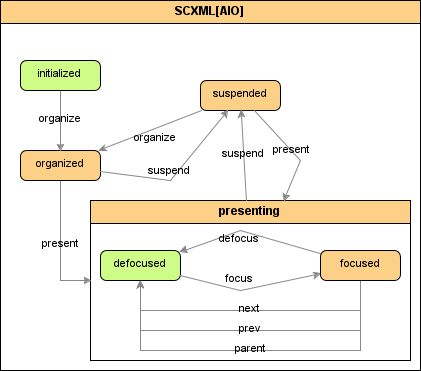 SCXML[AIO]
initialized
suspended
organize
organize
present
suspend
organized
suspend
presenting
present
defocus
defocused
focused
focus
next
prev
parent